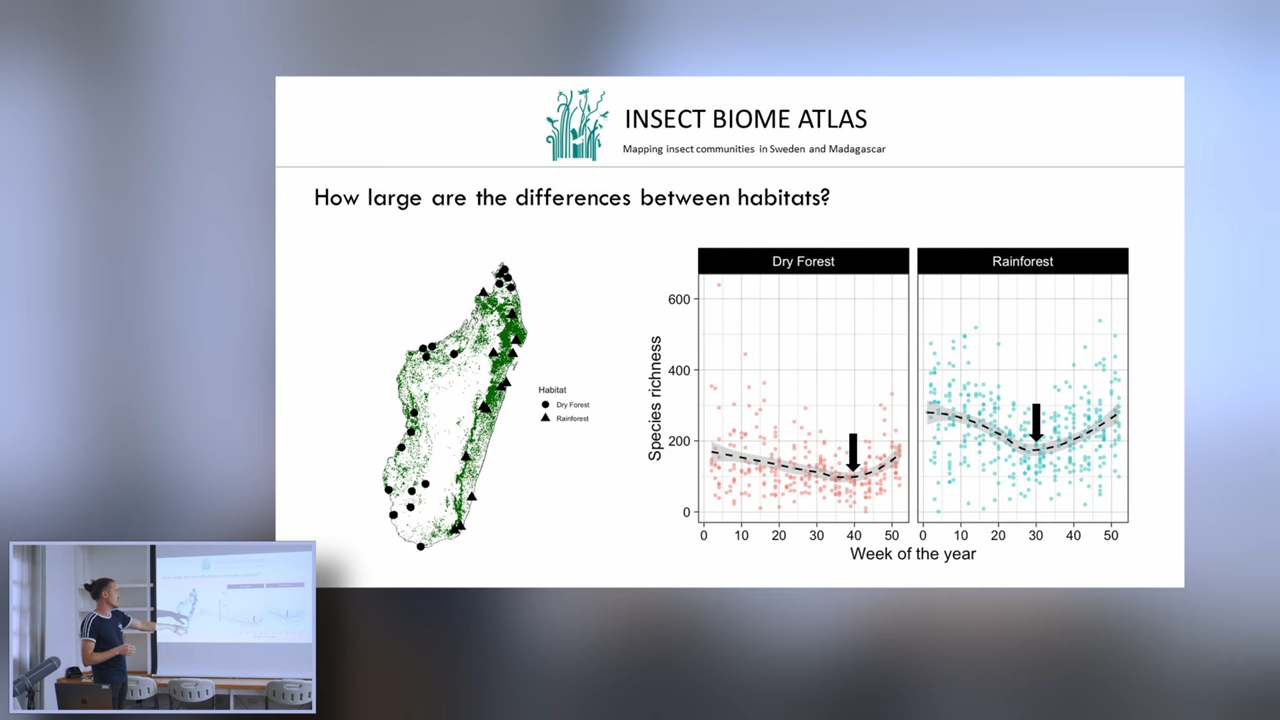 INSECT BIOME ATLAS
Mapping insect communities in Sweden and Madagascar
How large are the differences between habitats?
Habitat
Dry Forest
Rainforest
Dry Forest
Rainforest
Species richness
600
400
200
0
0 10 20 30 40 50
0 10 20 30 40 50
Week of the year